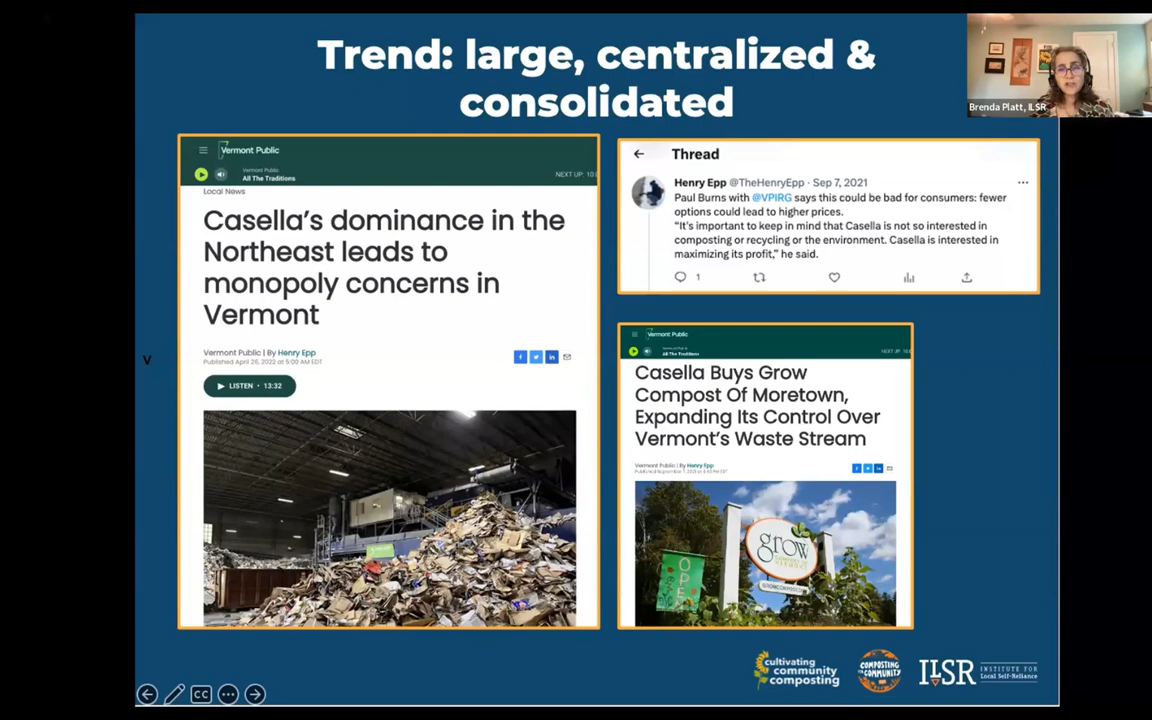 Trend: large, centralized &
consolidated
Brenda Platt, ILSR
Vermont Public
Vermont Public
All The Traditions
NEXT UP: 10:
Local News
Casella's dominance in the
Northeast leads to
monopoly concerns in
Vermont
Vermont Public | By Henry Epp
Published April 26, 2022 at 5:00 AM EDT
LISTEN • 13:32
Thread
Henry Epp @TheHenryEpp · Sep 7, 2021
Paul Burns with @VPIRG says this could be bad for consumers: fewer
options could lead to higher prices.
"It's important to keep in mind that Casella is not so interested in
composting or recycling or the environment. Casella is interested in
maximizing its profit," he said.
1
Vermont Public
All The Traditions
NEXT UP: 10:
Casella Buys Grow
Compost Of Moretown,
Expanding Its Control Over
Vermont's Waste Stream
Vermont Public | By Henry Epp
grow
OPEN
V
cultivating
community
composting
COMPOSTING
FOR COMMUNITY
ILSR
INSTITUTE FOR
Local Self-Reliance
CC